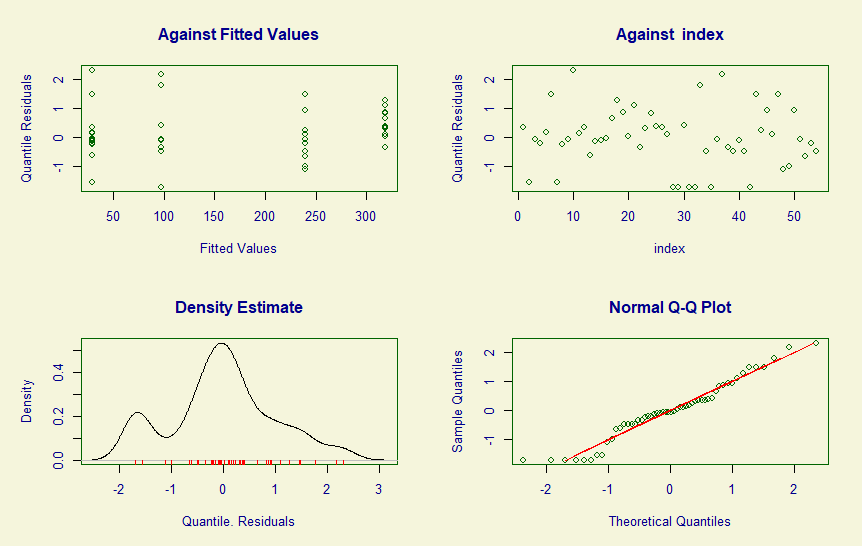 Against Fitted Values
Quantile Residuals
-1 0 1 2
50 100 150 200 250 300
Fitted Values
Against index
Quantile Residuals
-1 0 1 2
0 10 20 30 40 50
index
Density Estimate
Density
0.0 0.2 0.4
-2 -1 0 1 2 3
Quantile. Residuals
Normal Q-Q Plot
Sample Quantiles
-1 0 1 2
-2 -1 0 1 2
Theoretical Quantiles